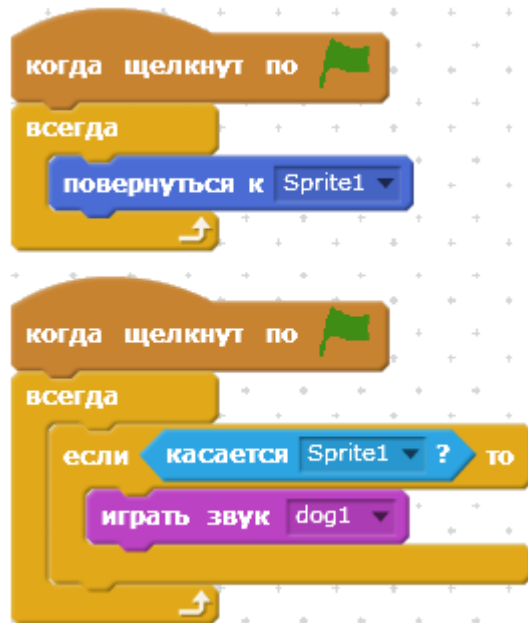 когда щелкнут по
всегда
повернуться к Sprite1
когда щелкнут по
всегда
если касается Sprite1 ? то
играть звук dog1